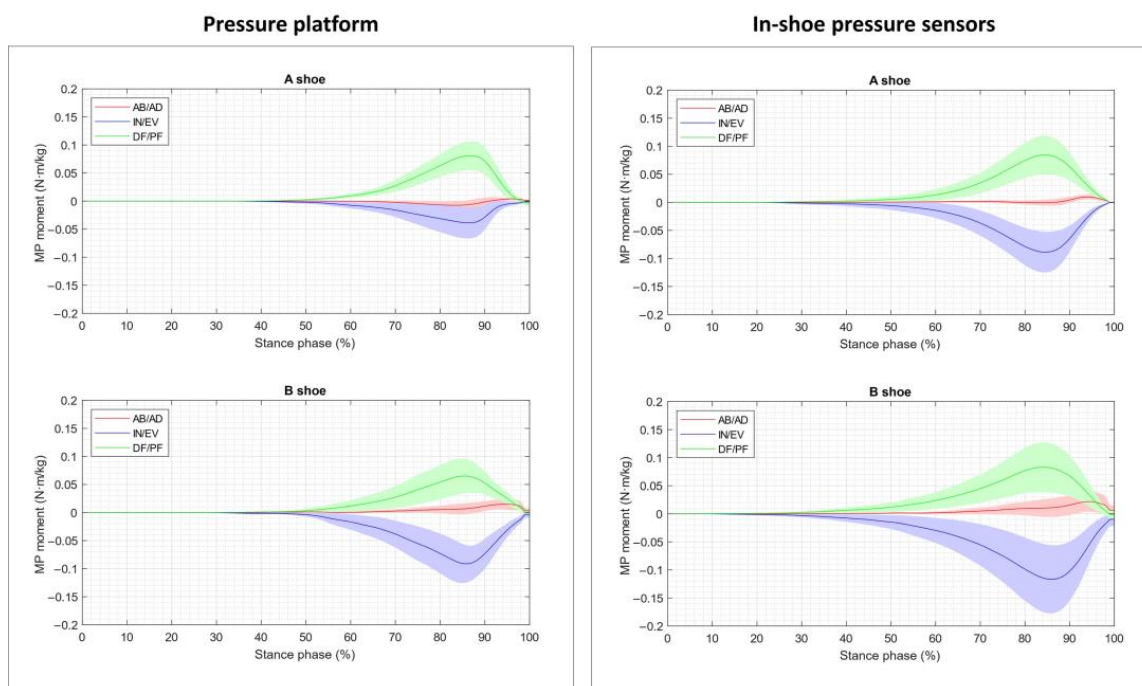 Pressure platform
A shoe
AB/AD
IN/EV
DF/PF
MP moment (N·m/kg)
0.2
0.15
0.1
0.05
0
−0.05
−0.1
−0.15
−0.2
0 10 20 30 40 50 60 70 80 90 100
Stance phase (%)
B shoe
AB/AD
IN/EV
DF/PF
MP moment (N·m/kg)
0.2
0.15
0.1
0.05
0
−0.05
−0.1
−0.15
−0.2
0 10 20 30 40 50 60 70 80 90 100
Stance phase (%)
In-shoe pressure sensors
A shoe
AB/AD
IN/EV
DF/PF
MP moment (N·m/kg)
0.2
0.15
0.1
0.05
0
−0.05
−0.1
−0.15
−0.2
0 10 20 30 40 50 60 70 80 90 100
Stance phase (%)
B shoe
AB/AD
IN/EV
DF/PF
MP moment (N·m/kg)
0.2
0.15
0.1
0.05
0
−0.05
−0.1
−0.15
−0.2
0 10 20 30 40 50 60 70 80 90 100
Stance phase (%)